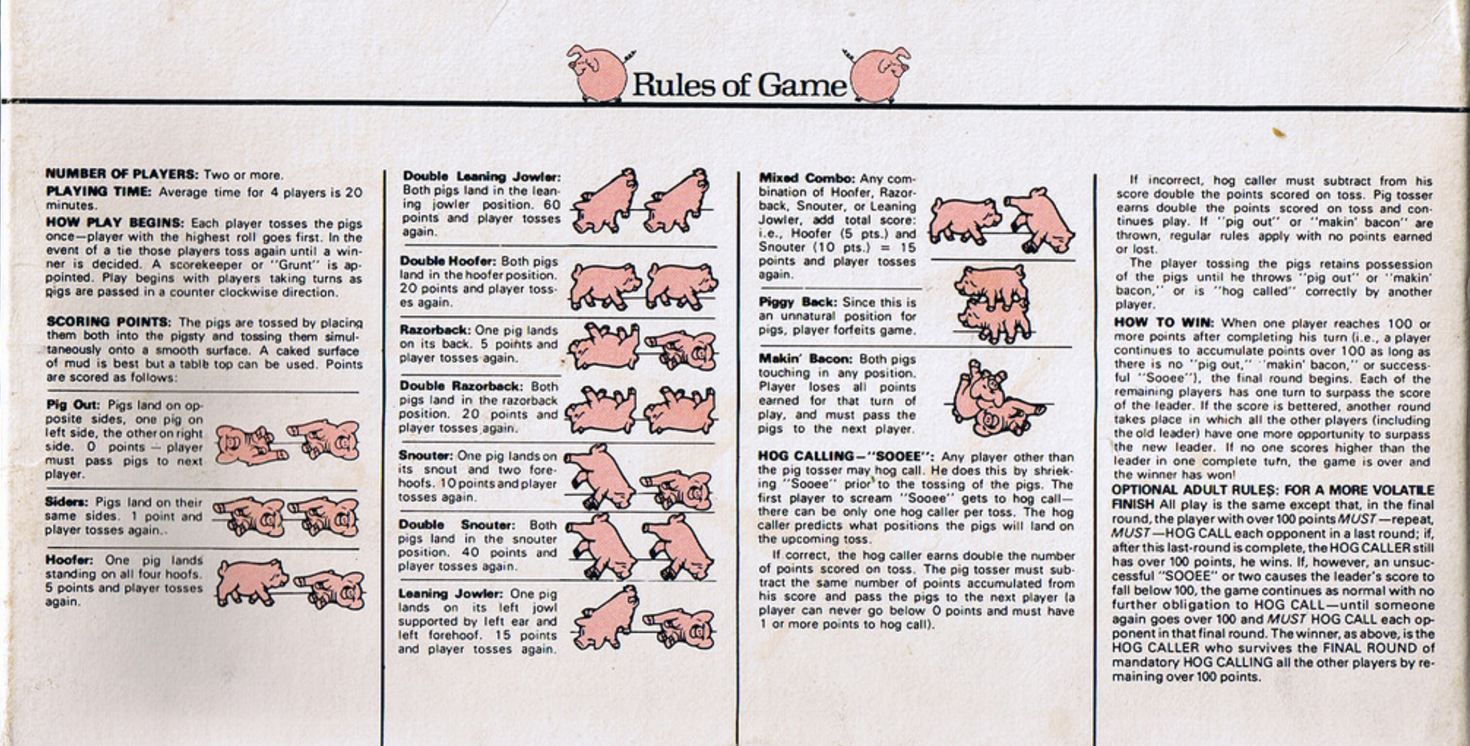 Rules of Game
NUMBER OF PLAYERS: Two or more.
PLAYING TIME: Average time for 4 players is 20
minutes.
HOW PLAY BEGINS: Each player tosses the pigs
once—player with the highest roll goes first. In the
event of a tie those players toss again until a win-
ner is decided. A scorekeeper or "Grunt" is ap-
pointed. Play begins with players taking turns as
pigs are passed in a counter clockwise direction.
SCORING POINTS: The pigs are tossed by placing
them both into the pigsty and tossing them simul-
taneously onto a smooth surface. A caked surface
of mud is best but a table top can be used. Points
are scored as follows:
Pig Out: Pigs land on op-
posite sides, one pig on
left side, the other on right
side. 0 points — player
must pass pigs to next
player.
Siders: Pigs land on their
same sides. 1 point and
player tosses again..
Hoofer: One pig lands
standing on all four hoofs.
5 points and player tosses
again.
Double Leaning Jowler:
Both pigs land in the lean-
ing jowler position. 60
points and player tosses
again.
Double Hoofer: Both pigs
land in the hoofer position.
20 points and player toss-
es again.
Razorback: One pig lands
on its back. 5 points and
player tosses again.
Double Razorback: Both
pigs land in the razorback
position. 20 points and
player tosses again.
Snouter: One pig lands on
its snout and two fore-
hoofs. 10 points and player
tosses again.
Double Snouter: Both
pigs land in the snouter
position. 40 points and
player tosses again.
Leaning Jowler: One pig
lands on its left jowl
supported by left ear and
left forehoof. 15 points
and player tosses again.
Mixed Combo: Any com-
bination of Hoofer, Razor-
back, Snouter, or Leaning
Jowler, add total score:
i.e., Hoofer (5 pts.) and
Snouter (10 pts.) = 15
points and player tosses
again.
Piggy Back: Since this is
an unnatural position for
pigs, player forfeits game.
Makin' Bacon: Both pigs
touching in any position.
Player loses all points
earned for that turn of
play, and must pass the
pigs to the next player.
HOG CALLING—"SOOEE": Any player other than
the pig tosser may hog call. He does this by shriek-
ing "Sooee" prior to the tossing of the pigs. The
first player to scream "Sooee" gets to hog call—
there can be only one hog caller per toss. The hog
caller predicts what positions the pigs will land on
the upcoming toss.
If correct, the hog caller earns double the number
of points scored on toss. The pig tosser must sub-
tract the same number of points accumulated from
his score and pass the pigs to the next player (a
player can never go below 0 points and must have
1 or more points to hog call).
If incorrect, hog caller must subtract from his
score double the points scored on toss. Pig tosser
earns double the points scored on toss and con-
tinues play. If "pig out" or "makin' bacon" are
thrown, regular rules apply with no points earned
or lost.
The player tossing the pigs retains possession
of the pigs until he throws "pig out" or "makin'
bacon," or is "hog called" correctly by another
player.
HOW TO WIN: When one player reaches 100 or
more points after completing his turn (i.e., a player
continues to accumulate points over 100 as long as
there is no "pig out," "makin' bacon," or success-
ful "Sooee"), the final round begins. Each of the
remaining players has one turn to surpass the score
of the leader. If the score is bettered, another round
takes place in which all the other players (including
the old leader) have one more opportunity to surpass
the new leader. If no one scores higher than the
leader in one complete turn, the game is over and
the winner has won!
OPTIONAL ADULT RULES: FOR A MORE VOLATILE
FINISH All play is the same except that, in the final
round, the player with over 100 points MUST—repeat,
MUST—HOG CALL each opponent in a last round; if,
after this last-round is complete, the HOG CALLER still
has over 100 points, he wins. If, however, an unsuc-
cessful "SOOEE" or two causes the leader's score to
fall below 100, the game continues as normal with no
further obligation to HOG CALL—until someone
again goes over 100 and MUST HOG CALL each op-
ponent in that final round. The winner, as above, is the
HOG CALLER who survives the FINAL ROUND of
mandatory HOG CALLING all the other players by re-
maining over 100 points.